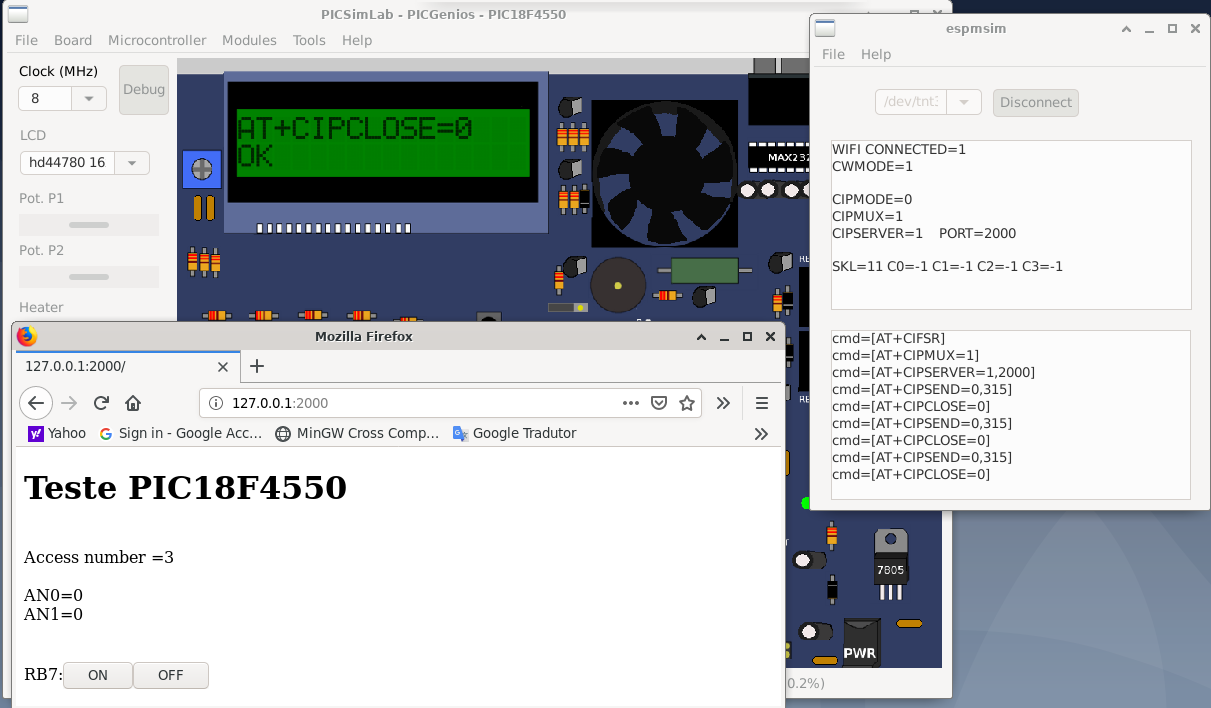 PICSimLab - PICGenios - PIC18F4550
File Board Microcontroller Modules Tools Help
Clock (MHz)
8
Debug
LCD
hd44780 16
Pot. P1
Pot. P2
Heater
AT+CIPCLOSE=0
OK
MAX232
7805
PWR
0.2%)
espmsim
File Help
Disconnect
WIFI CONNECTED=1
CWMODE=1
CIPMODE=0
CIPMUX=1
CIPSERVER=1 PORT=2000
SKL=11 C0=-1 C1=-1 C2=-1 C3=-1
cmd=[AT+CIFSR]
cmd=[AT+CIPMUX=1]
cmd=[AT+CIPSERVER=1,2000]
cmd=[AT+CIPSEND=0,315]
cmd=[AT+CIPCLOSE=0]
cmd=[AT+CIPSEND=0,315]
cmd=[AT+CIPCLOSE=0]
cmd=[AT+CIPSEND=0,315]
cmd=[AT+CIPCLOSE=0]
Mozilla Firefox
127.0.0.1:2000/
127.0.0.1:2000
Yahoo Sign in - Google Acc... MinGW Cross Comp... Google Tradutor
Teste PIC18F4550
Access number =3
AN0=0
AN1=0
RB7: ON OFF